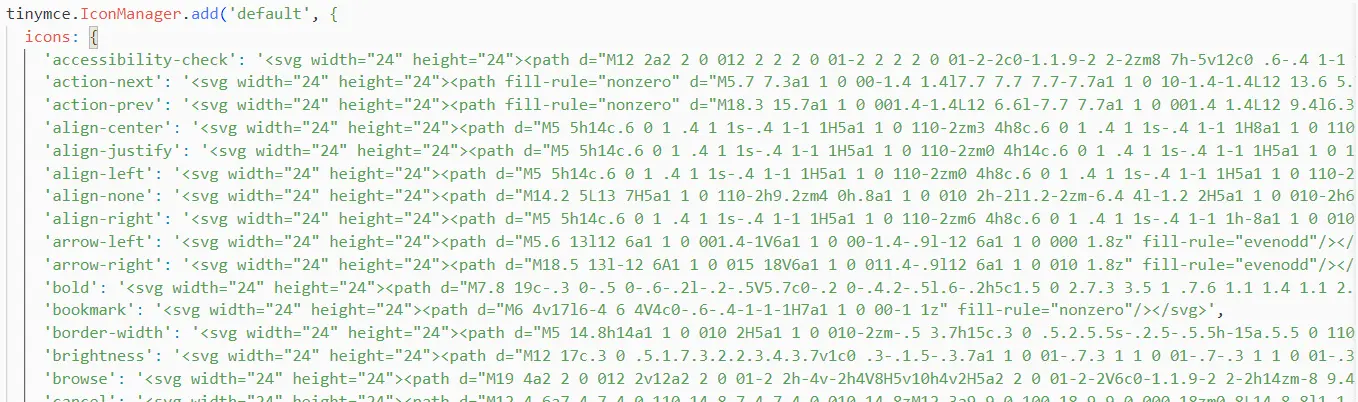 tinymce.IconManager.add('default', {
icons: {
'accessibility-check': '<svg width="24" height="24"><path d="M12 2a2 2 0 012 2 2 2 0 01-2 2 2 2 0 01-2-2c0-1.1.9-2 2-2zm8 7h-5v12c0 .6-.4 1-1
'action-next': '<svg width="24" height="24"><path fill-rule="nonzero" d="M5.7 7.3a1 1 0 00-1.4 1.4l7.7 7.7 7.7-7.7a1 1 0 10-1.4-1.4L12 13.6 5.
'action-prev': '<svg width="24" height="24"><path fill-rule="nonzero" d="M18.3 15.7a1 1 0 001.4-1.4L12 6.6l-7.7 7.7a1 1 0 001.4 1.4L12 9.4l6.3
'align-center': '<svg width="24" height="24"><path d="M5 5h14c.6 0 1 .4 1 1s-.4 1-1 1H5a1 1 0 110-2zm3 4h8c.6 0 1 .4 1 1s-.4 1-1 1H8a1 1 0 110
'align-justify': '<svg width="24" height="24"><path d="M5 5h14c.6 0 1 .4 1 1s-.4 1-1 1H5a1 1 0 110-2zm0 4h14c.6 0 1 .4 1 1s-.4 1-1 1H5a1 1 0 1
'align-left': '<svg width="24" height="24"><path d="M5 5h14c.6 0 1 .4 1 1s-.4 1-1 1H5a1 1 0 110-2zm0 4h8c.6 0 1 .4 1 1s-.4 1-1 1H5a1 1 0 110-2
'align-none': '<svg width="24" height="24"><path d="M14.2 5L13 7H5a1 1 0 110-2h9.2zm4 0h.8a1 1 0 010 2h-2l1.2-2zm-6.4 4l-1.2 2H5a1 1 0 010-2h6
'align-right': '<svg width="24" height="24"><path d="M5 5h14c.6 0 1 .4 1 1s-.4 1-1 1H5a1 1 0 110-2zm6 4h8c.6 0 1 .4 1 1s-.4 1-1 1h-8a1 1 0 010
'arrow-left': '<svg width="24" height="24"><path d="M5.6 13l12 6a1 1 0 001.4-1V6a1 1 0 00-1.4-.9l-12 6a1 1 0 000 1.8z" fill-rule="evenodd"/></
'arrow-right': '<svg width="24" height="24"><path d="M18.5 13l-12 6A1 1 0 015 18V6a1 1 0 011.4-.9l12 6a1 1 0 010 1.8z" fill-rule="evenodd"/></
'bold': '<svg width="24" height="24"><path d="M7.8 19c-.3 0-.5 0-.6-.2l-.2-.5V5.7c0-.2 0-.4.2-.5l.6-.2h5c1.5 0 2.7.3 3.5 1 .7.6 1.1 1.4 1.1 2.
'bookmark': '<svg width="24" height="24"><path d="M6 4v17l6-4 6 4V4c0-.6-.4-1-1-1H7a1 1 0 00-1 1z" fill-rule="nonzero"/></svg>',
'border-width': '<svg width="24" height="24"><path d="M5 14.8h14a1 1 0 010 2H5a1 1 0 010-2zm-.5 3.7h15c.3 0 .5.2.5.5s-.2.5-.5.5h-15a.5.5 0 110
'brightness': '<svg width="24" height="24"><path d="M12 17c.3 0 .5.1.7.3.2.2.3.4.3.7v1c0 .3-.1.5-.3.7a1 1 0 01-.7.3 1 1 0 01-.7-.3 1 1 0 01-.3
'browse': '<svg width="24" height="24"><path d="M19 4a2 2 0 012 2v12a2 2 0 01-2 2h-4v-2h4V8H5v10h4v2H5a2 2 0 01-2-2V6c0-1.1.9-2 2-2h14zm-8 9.4